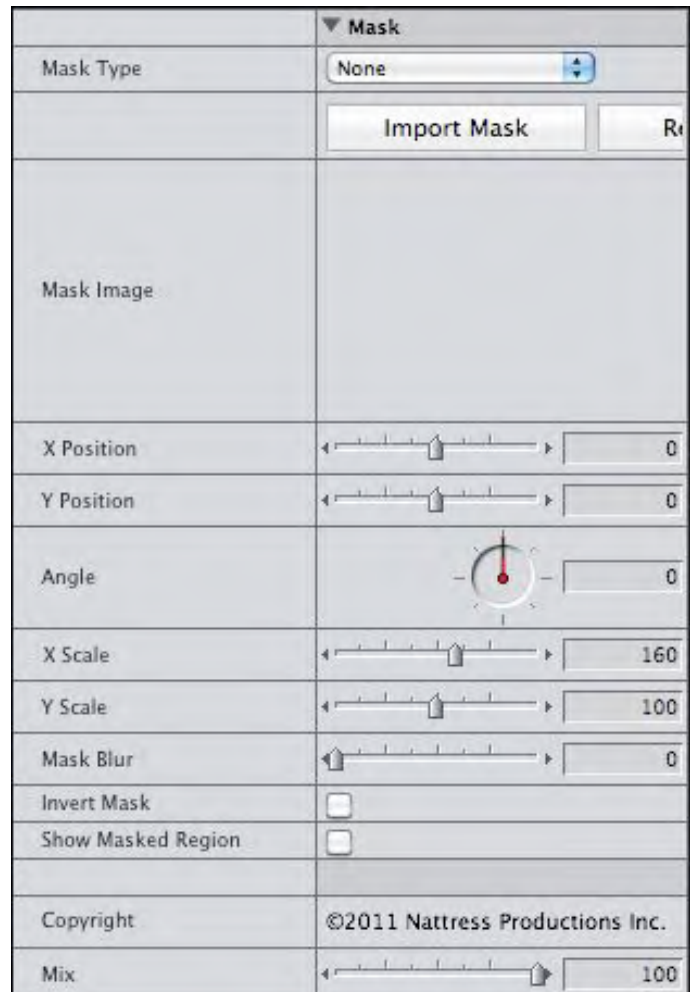 Mask
Mask Type None
Import Mask
Mask Image
X Position 0
Y Position 0
Angle 0
X Scale 160
Y Scale 100
Mask Blur 0
Invert Mask
Show Masked Region
Copyright ©2011 Nattress Productions Inc.
Mix 100